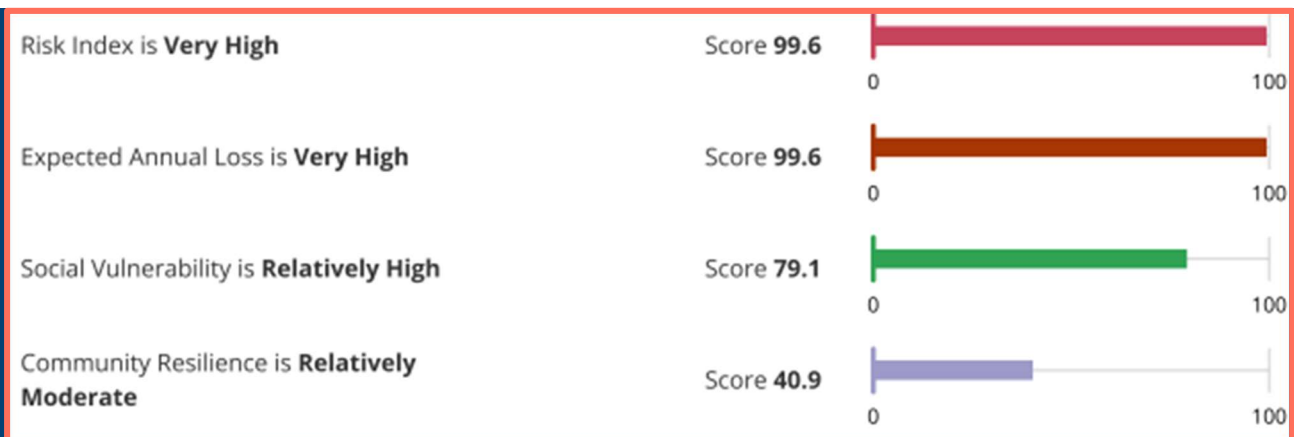 Risk Index is Very High Score 99.6
0 100
Expected Annual Loss is Very High Score 99.6
0 100
Social Vulnerability is Relatively High Score 79.1
0 100
Community Resilience is Relatively
Moderate Score 40.9
0 100